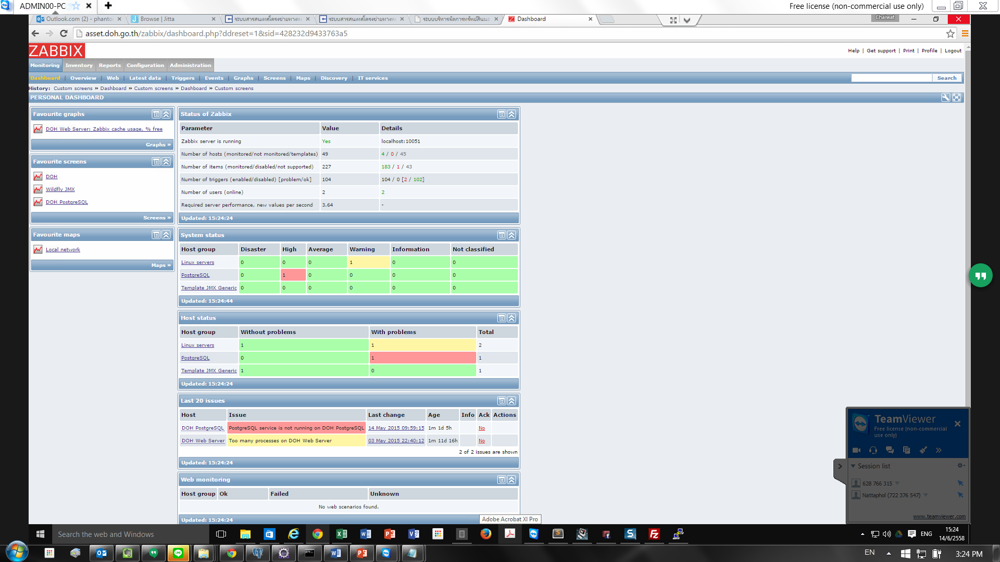 ADMIN00-PC
Free license (non-commercial use only)
Outlook.com (2) - phanto
Browse | Jitta
ระบบสารสนเทศโครงข่ายทางห
ระบบสารสนเทศโครงข่ายทางห
ระบบบริหารจัดการทรัพย์สินแ
Dashboard
Chaiwat
asset.doh.go.th/zabbix/dashboard.php?ddreset=1&sid=428232d9433763a5
ZABBIX
Help | Get support | Print | Profile | Logout
Monitoring Inventory Reports Configuration Administration
Dashboard | Overview | Web | Latest data | Triggers | Events | Graphs | Screens | Maps | Discovery | IT services
Search
History: Custom screens » Dashboard » Custom screens » Dashboard » Custom screens
PERSONAL DASHBOARD
Favourite graphs
DOH Web Server: Zabbix cache usage, % free
Graphs »
Favourite screens
DOH
Wildfly JMX
DOH PostgreSQL
Screens »
Favourite maps
Local network
Maps »
Status of Zabbix
Parameter Value Details
Zabbix server is running Yes localhost:10051
Number of hosts (monitored/not monitored/templates) 49 4 / 0 / 45
Number of items (monitored/disabled/not supported) 227 183 / 1 / 43
Number of triggers (enabled/disabled) [problem/ok] 104 104 / 0 [2 / 102]
Number of users (online) 2 2
Required server performance, new values per second 3.64 -
Updated: 15:24:24
System status
Host group Disaster High Average Warning Information Not classified
Linux servers 0 0 0 1 0 0
PostgreSQL 0 1 0 0 0 0
Template JMX Generic 0 0 0 0 0 0
Updated: 15:24:44
Host status
Host group Without problems With problems Total
Linux servers 1 1 2
PostgreSQL 0 1 1
Template JMX Generic 1 0 1
Updated: 15:24:24
Last 20 issues
Host Issue Last change Age Info Ack Actions
DOH PostgreSQL PostgreSQL service is not running on DOH PostgreSQL 14 May 2015 09:59:15 1m 1d 5h No
DOH Web Server Too many processes on DOH Web Server 03 May 2015 22:40:12 1m 11d 16h No
2 of 2 issues are shown
Updated: 15:24:24
Web monitoring
Host group Ok Failed Unknown
No web scenarios found.
Updated: 15:24:24
Adobe Acrobat XI Pro
TeamViewer
Free license (non-commercial
use only)
Session list
628 766 315
Nattaphol (722 376 547)
www.teamviewer.com
Search the web and Windows
ENG
15:24
14/6/2558
LINE
EN
3:24 PM